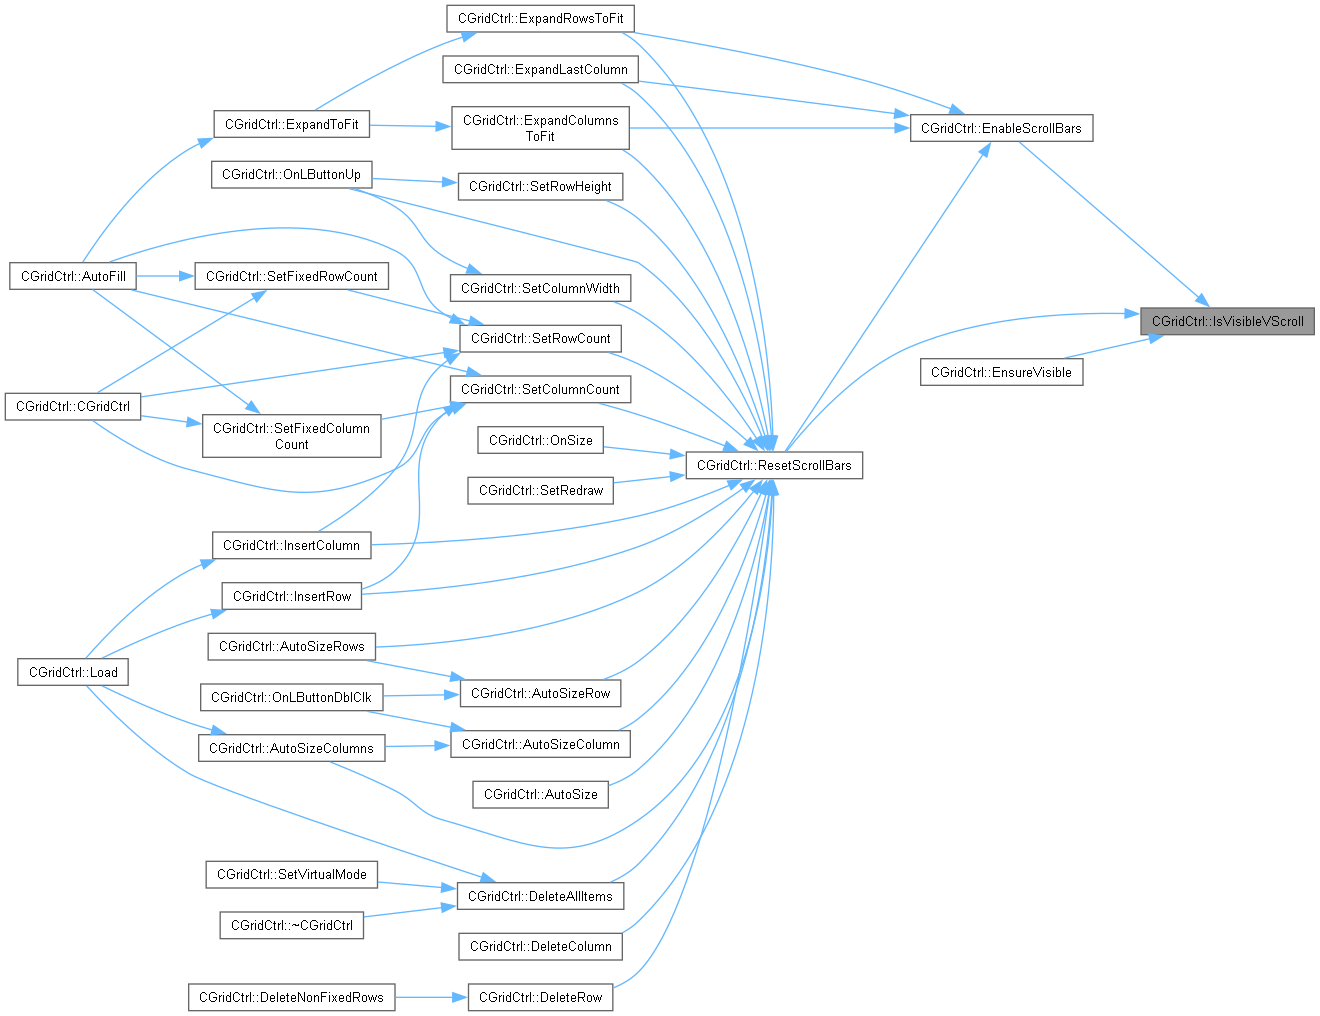 CGridCtrl::ExpandRowsToFit
CGridCtrl::ExpandLastColumn
CGridCtrl::ExpandToFit
CGridCtrl::ExpandColumns
ToFit
CGridCtrl::EnableScrollBars
CGridCtrl::OnLButtonUp
CGridCtrl::SetRowHeight
CGridCtrl::AutoFill
CGridCtrl::SetFixedRowCount
CGridCtrl::SetColumnWidth
CGridCtrl::IsVisibleVScroll
CGridCtrl::SetRowCount
CGridCtrl::EnsureVisible
CGridCtrl::SetColumnCount
CGridCtrl::CGridCtrl
CGridCtrl::SetFixedColumn
Count
CGridCtrl::OnSize
CGridCtrl::ResetScrollBars
CGridCtrl::SetRedraw
CGridCtrl::InsertColumn
CGridCtrl::InsertRow
CGridCtrl::AutoSizeRows
CGridCtrl::Load
CGridCtrl::OnLButtonDblClk
CGridCtrl::AutoSizeRow
CGridCtrl::AutoSizeColumns
CGridCtrl::AutoSizeColumn
CGridCtrl::AutoSize
CGridCtrl::SetVirtualMode
CGridCtrl::DeleteAllItems
CGridCtrl::~CGridCtrl
CGridCtrl::DeleteColumn
CGridCtrl::DeleteNonFixedRows
CGridCtrl::DeleteRow